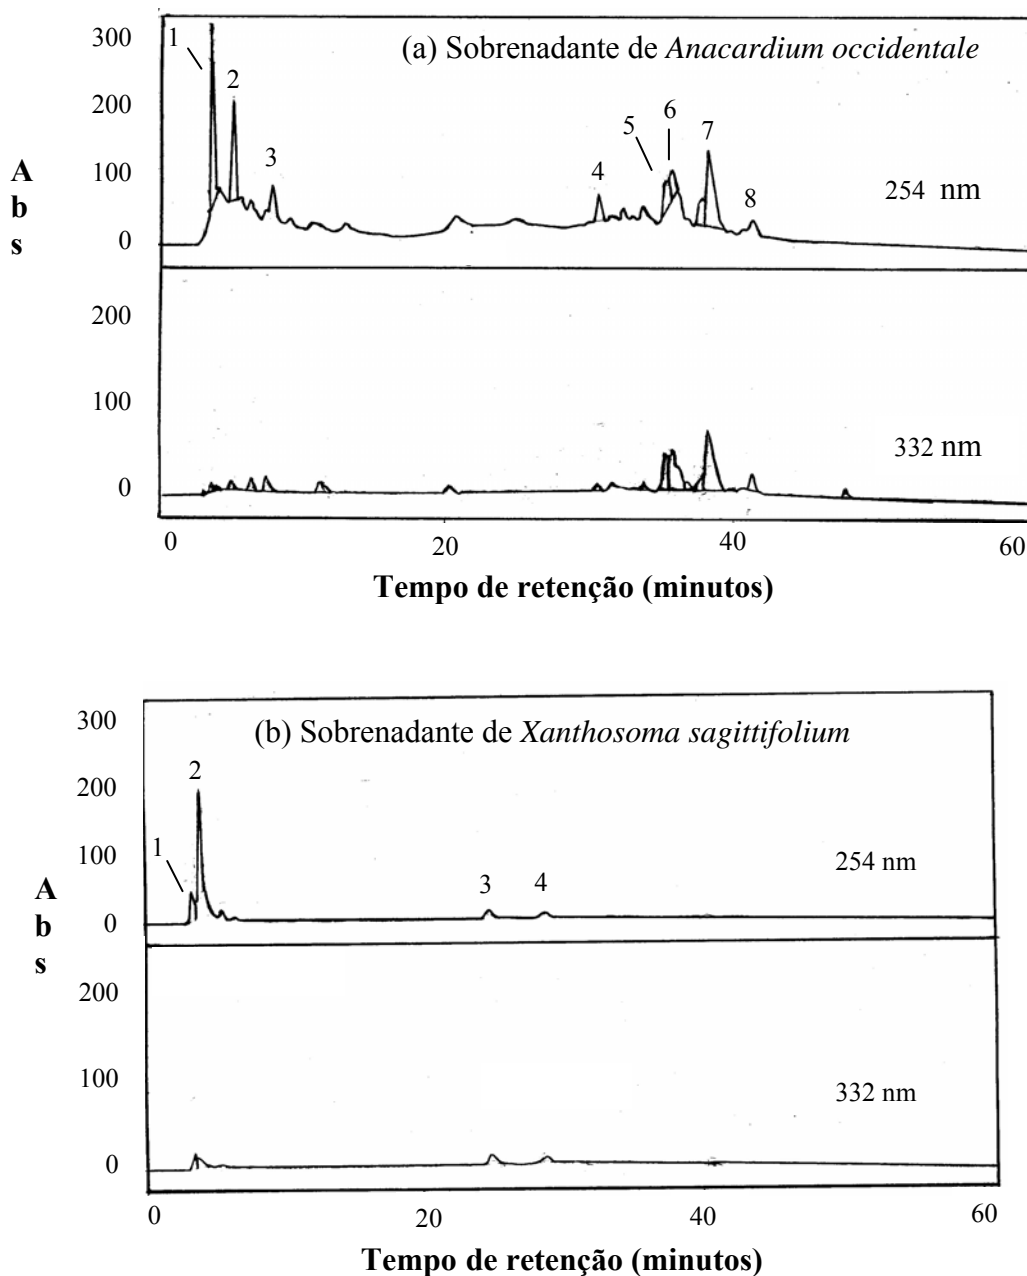 300
(a) Sobrenadante de Anacardium occidentale
1
2
200
6
7
5
3
100
4
8
254 nm
0
A
b
s
200
100
332 nm
0
0
20
40
60
Tempo de retenção (minutos)
300
(b) Sobrenadante de Xanthosoma sagittifolium
2
200
1
100
254 nm
3
4
0
A
b
s
200
100
332 nm
0
0
20
40
60
Tempo de retenção (minutos)